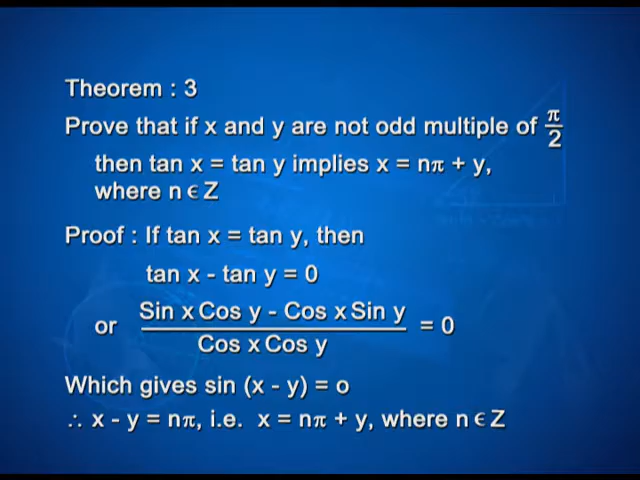 Theorem : 3
Prove that if x and y are not odd multiple of π/2
then tan x = tan y implies x = nπ + y,
where n ϵ Z
Proof : If tan x = tan y, then
tan x - tan y = 0
or (Sin x Cos y - Cos x Sin y)/(Cos x Cos y) = 0
Which gives sin (x - y) = o
∴ x - y = nπ, i.e. x = nπ + y, where n ϵ Z